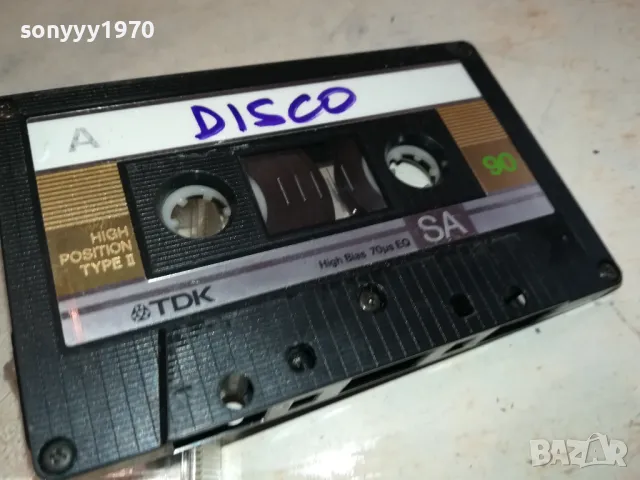 sonyyy1970
A
DISCO
90
HIGH
POSITION
TYPE II
High Bias 70µs EQ
SA
TDK
BAZAR